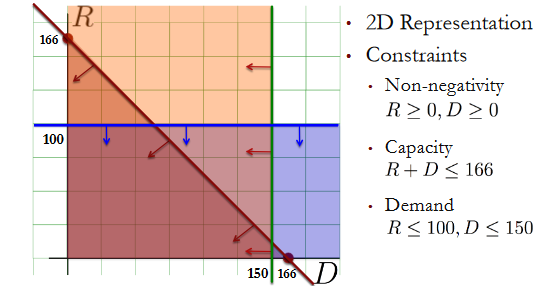 R
166
100
150
166
D
• 2D Representation
• Constraints
• Non-negativity
R ≥ 0, D ≥ 0
• Capacity
R + D ≤ 166
• Demand
R ≤ 100, D ≤ 150